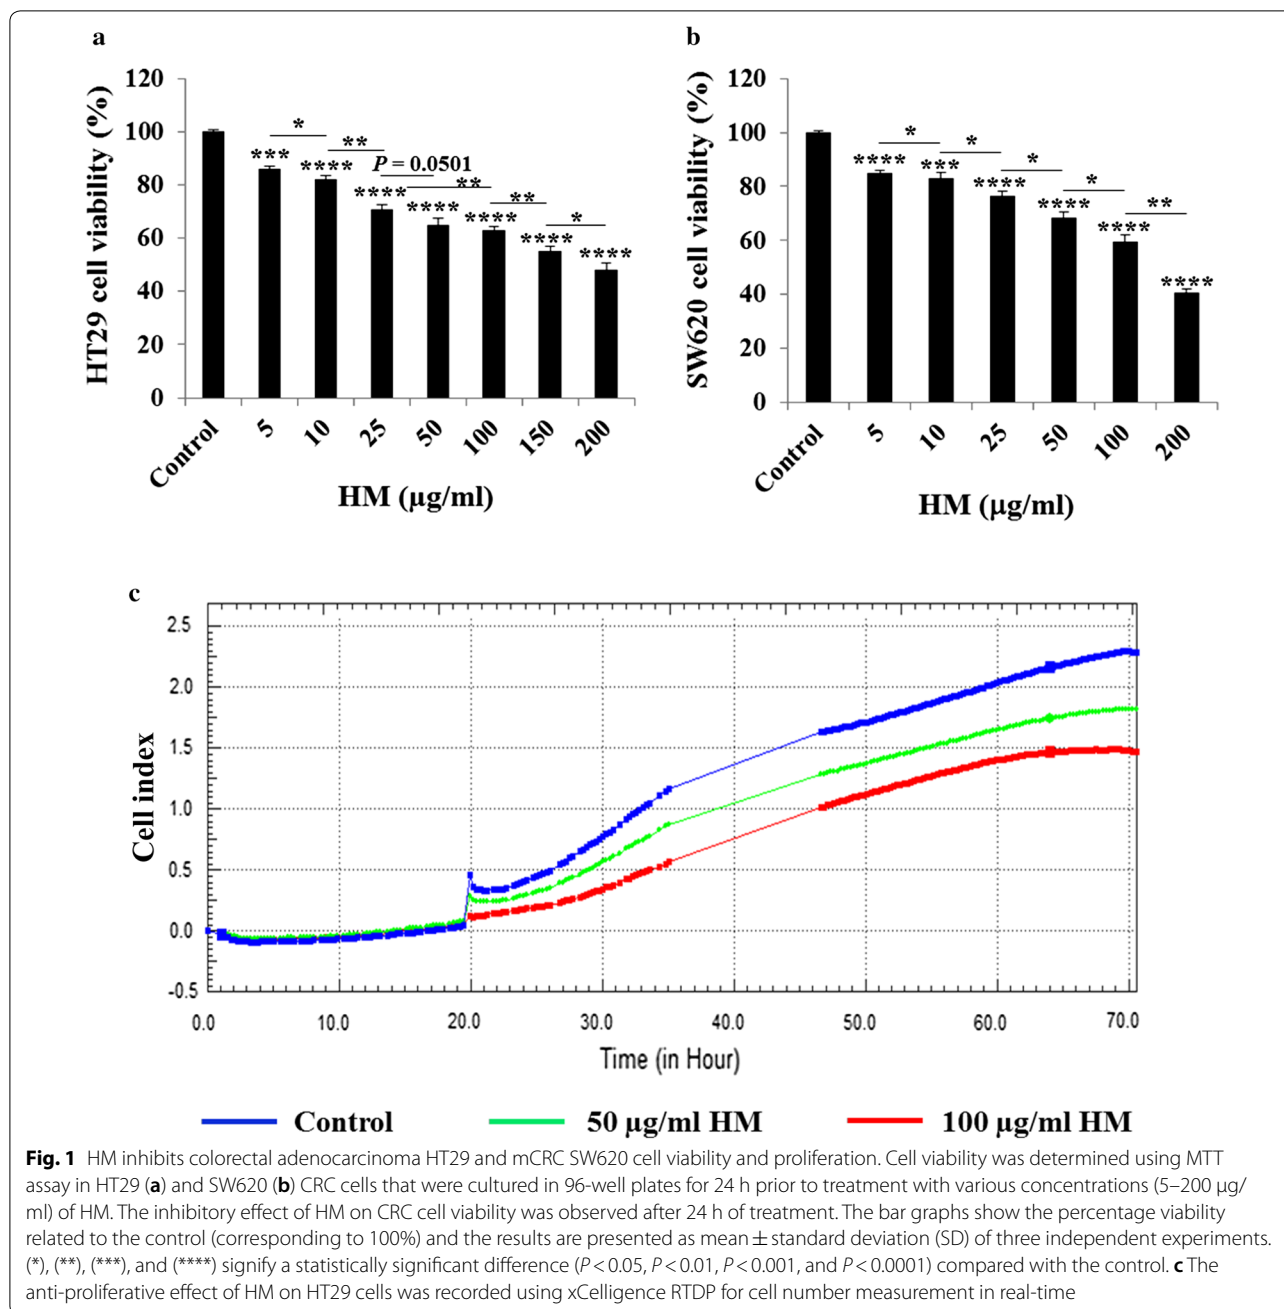 a
HT29 cell viability (%)
120
100
80
60
40
20
0
*
**
P = 0.0501
**
**
*
***
****
****
****
****
****
****
Control
5
10
25
50
100
150
200
HM (µg/ml)
b
SW620 cell viability (%)
120
100
80
60
40
20
0
*
*
*
*
**
****
***
****
****
****
****
Control
5
10
25
50
100
200
HM (µg/ml)
c
Cell index
2.5
2.0
1.5
1.0
0.5
0.0
-0.5
0.0 10.0 20.0 30.0 40.0 50.0 60.0 70.0
Time (in Hour)
Control 50 µg/ml HM 100 µg/ml HM
Fig. 1 HM inhibits colorectal adenocarcinoma HT29 and mCRC SW620 cell viability and proliferation. Cell viability was determined using MTT
assay in HT29 (a) and SW620 (b) CRC cells that were cultured in 96-well plates for 24 h prior to treatment with various concentrations (5–200 µg/
ml) of HM. The inhibitory effect of HM on CRC cell viability was observed after 24 h of treatment. The bar graphs show the percentage viability
related to the control (corresponding to 100%) and the results are presented as mean ± standard deviation (SD) of three independent experiments.
(*), (**), (***), and (****) signify a statistically significant difference (P < 0.05, P < 0.01, P < 0.001, and P < 0.0001) compared with the control. c The
anti-proliferative effect of HM on HT29 cells was recorded using xCelligence RTDP for cell number measurement in real-time